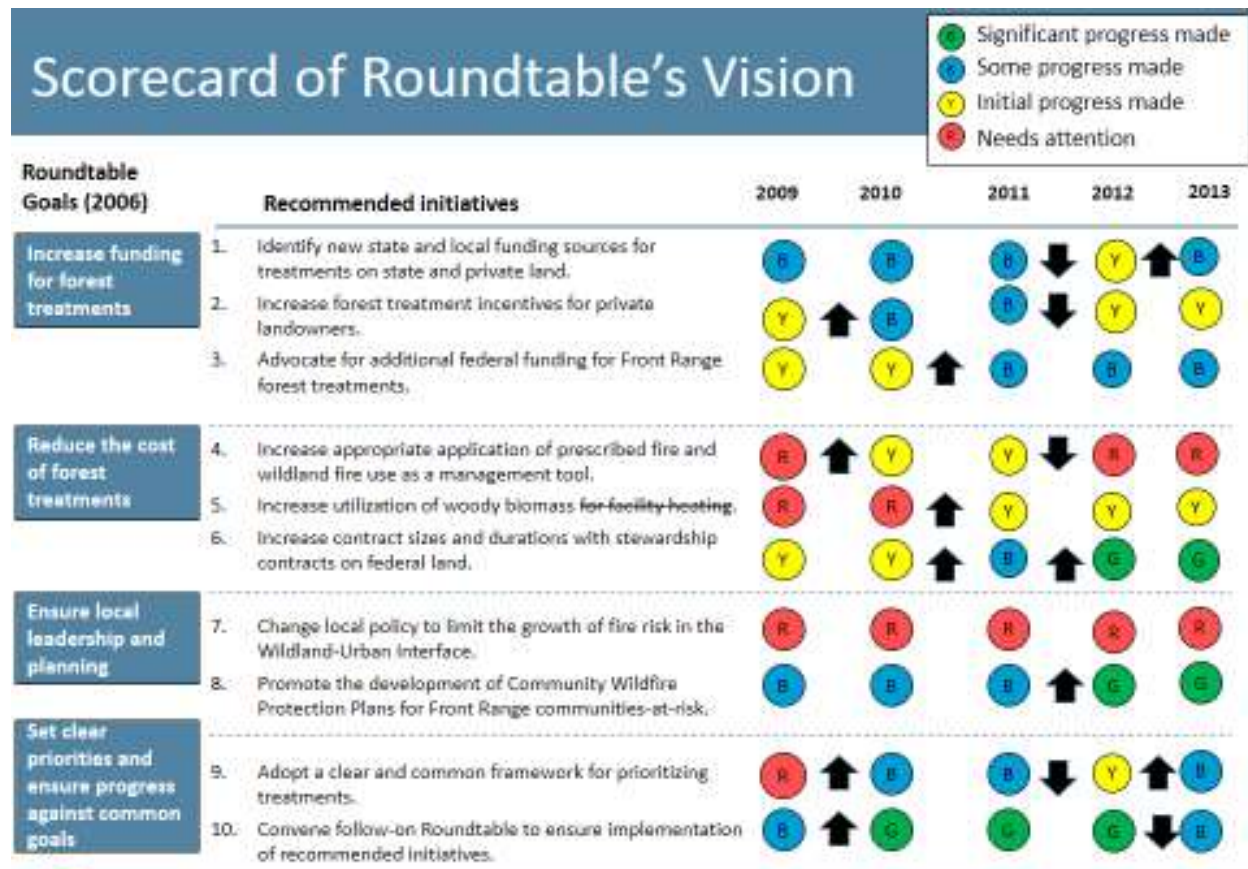 Scorecard of Roundtable's Vision
G Significant progress made
B Some progress made
Y Initial progress made
R Needs attention
Roundtable
Goals (2006)
Recommended initiatives
2009 2010 2011 2012 2013
Increase funding
for forest
treatments
1. Identify new state and local funding sources for
treatments on state and private land.
B B B Y B
2. Increase forest treatment incentives for private
landowners.
Y B B Y Y
3. Advocate for additional federal funding for Front Range
forest treatments.
Y Y B B B
Reduce the cost
of forest
treatments
4. Increase appropriate application of prescribed fire and
wildland fire use as a management tool.
R Y Y R R
5. Increase utilization of woody biomass for facility heating.
R R Y Y Y
6. Increase contract sizes and durations with stewardship
contracts on federal land.
Y Y B G G
Ensure local
leadership and
planning
7. Change local policy to limit the growth of fire risk in the
Wildland-Urban Interface.
R R R R R
8. Promote the development of Community Wildfire
Protection Plans for Front Range communities-at-risk.
B B B G G
Set clear
priorities and
ensure progress
against common
goals
9. Adopt a clear and common framework for prioritizing
treatments.
R B B Y B
10. Convene follow-on Roundtable to ensure implementation
of recommended initiatives.
B G G G B